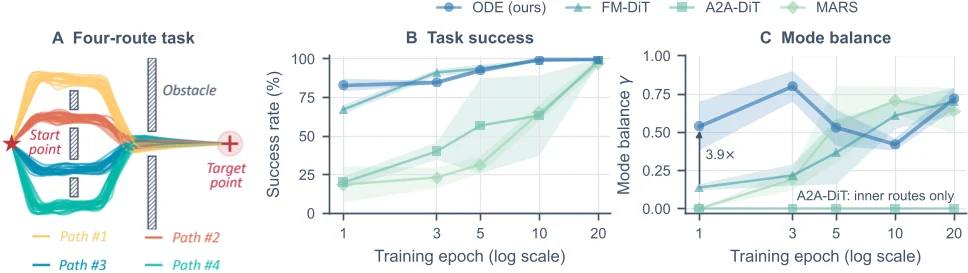 ODE (ours) FM-DiT A2A-DiT MARS
A Four-route task
Start
point
Obstacle
Target
point
Path #1 Path #2
Path #3 Path #4
B Task success
Success rate (%)
100
75
50
25
0
1 3 5 10 20
Training epoch (log scale)
C Mode balance
Mode balance γ
1.00
0.75
0.50
0.25
0.00
3.9×
A2A-DiT: inner routes only
1 3 5 10 20
Training epoch (log scale)